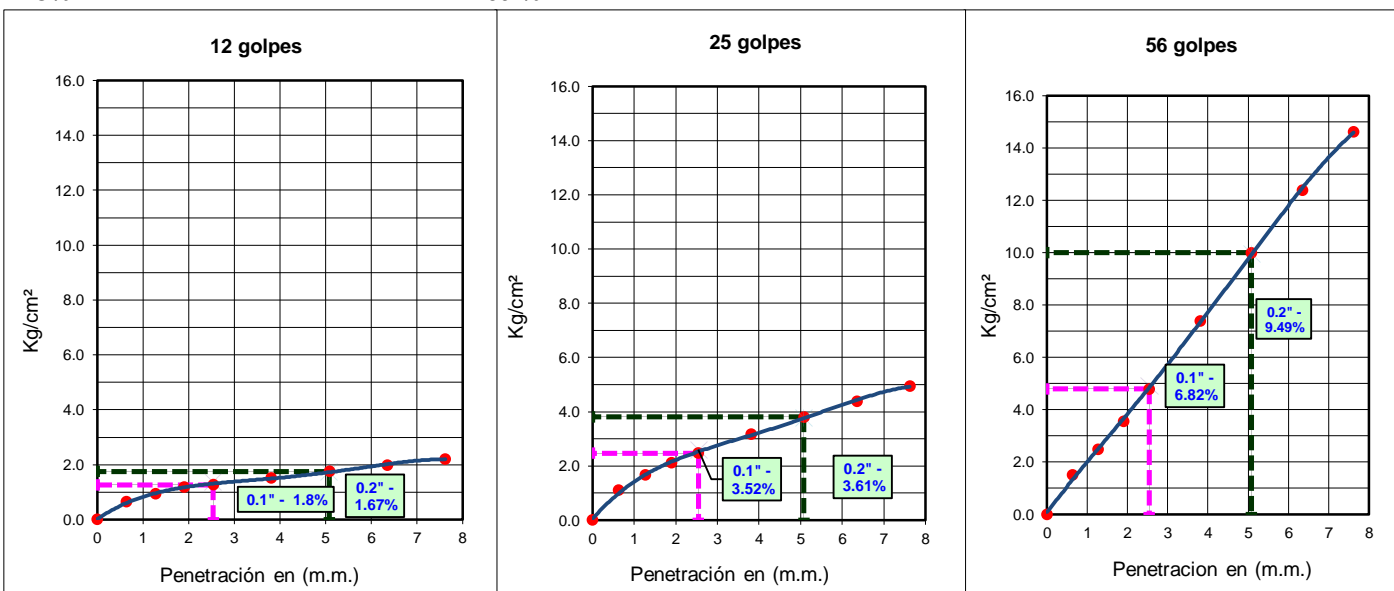 12 golpes
16.0
14.0
12.0
10.0
8.0
6.0
4.0
2.0
0.0
Kg/cm²
0.1" - 1.8%
0.2" -
1.67%
0 1 2 3 4 5 6 7 8
Penetración en (m.m.)
25 golpes
16.0
14.0
12.0
10.0
8.0
6.0
4.0
2.0
0.0
Kg/cm²
0.1" -
3.52%
0.2" -
3.61%
0 1 2 3 4 5 6 7 8
Penetración en (m.m.)
56 golpes
16.0
14.0
12.0
10.0
8.0
6.0
4.0
2.0
0.0
Kg/cm²
0.2" -
9.49%
0.1" -
6.82%
0 1 2 3 4 5 6 7 8
Penetracion en (m.m.)